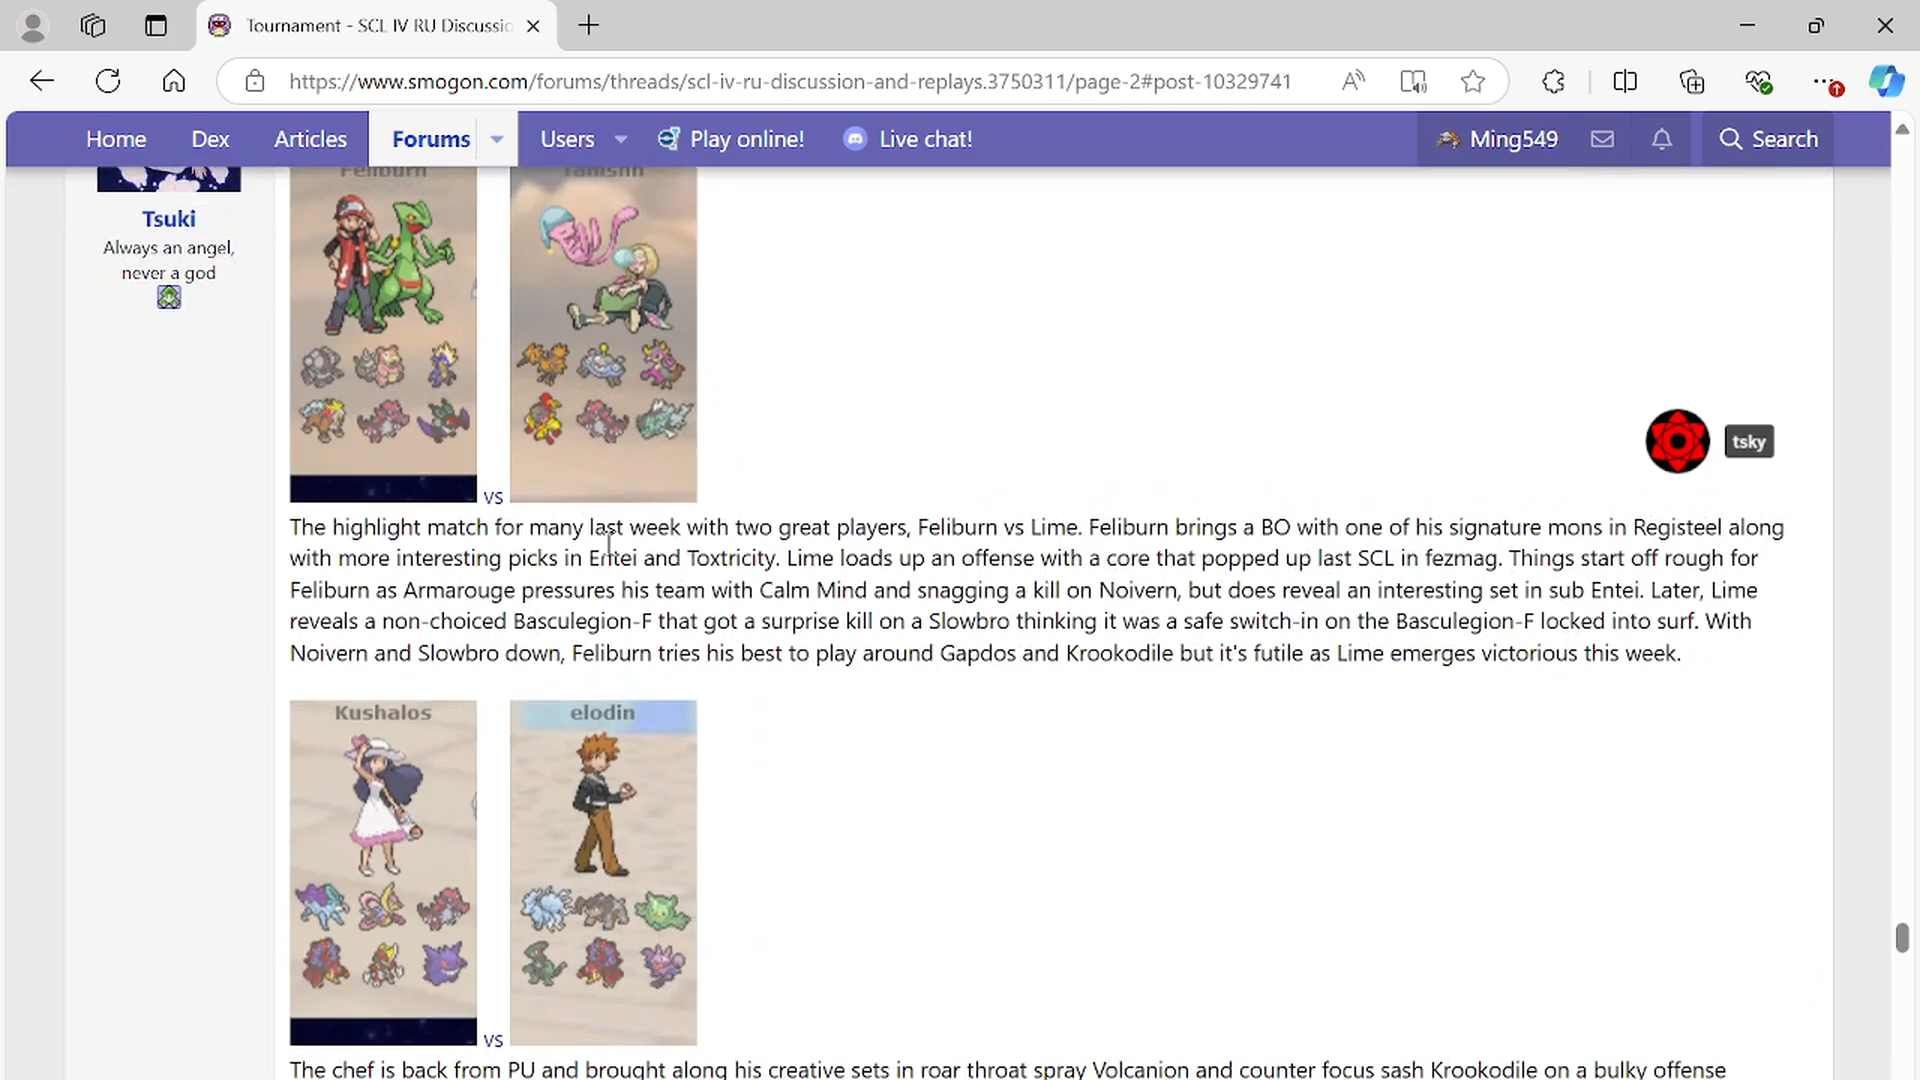 Tournament - SCL IV RU Discussio
https://www.smogon.com/forums/threads/scl-iv-ru-discussion-and-replays.3750311/page-2#post-10329741
Home Dex Articles Forums Users Play online! Live chat! Ming549 Search
Feliburn
Tsuki
Always an angel,
never a god
tsky
vs
The highlight match for many last week with two great players, Feliburn vs Lime. Feliburn brings a BO with one of his signature mons in Registeel along
with more interesting picks in Entei and Toxtricity. Lime loads up an offense with a core that popped up last SCL in fezmag. Things start off rough for
Feliburn as Armarouge pressures his team with Calm Mind and snagging a kill on Noivern, but does reveal an interesting set in sub Entei. Later, Lime
reveals a non-choiced Basculegion-F that got a surprise kill on a Slowbro thinking it was a safe switch-in on the Basculegion-F locked into surf. With
Noivern and Slowbro down, Feliburn tries his best to play around Gapdos and Krookodile but it's futile as Lime emerges victorious this week.
Kushalos elodin
vs
The chef is back from PU and brought along his creative sets in roar throat spray Volcanion and counter focus sash Krookodile on a bulky offense